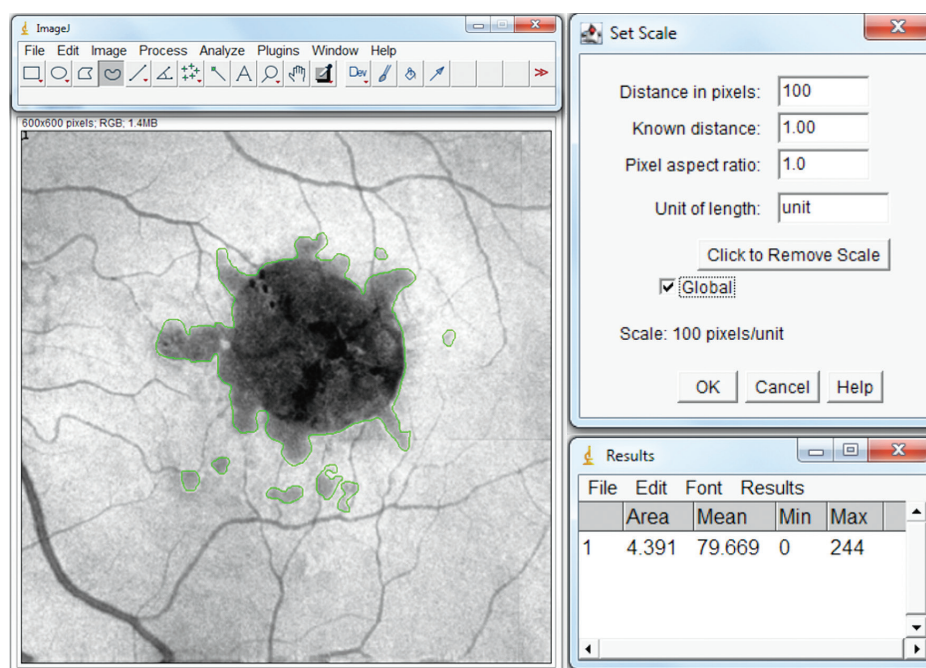 ImageJ
File Edit Image Process Analyze Plugins Window Help
Dev
600x600 pixels; RGB; 1.4MB
1
Set Scale
Distance in pixels: 100
Known distance: 1.00
Pixel aspect ratio: 1.0
Unit of length: unit
Click to Remove Scale
Global
Scale: 100 pixels/unit
OK Cancel Help
Results
File Edit Font Results
Area Mean Min Max
1 4.391 79.669 0 244